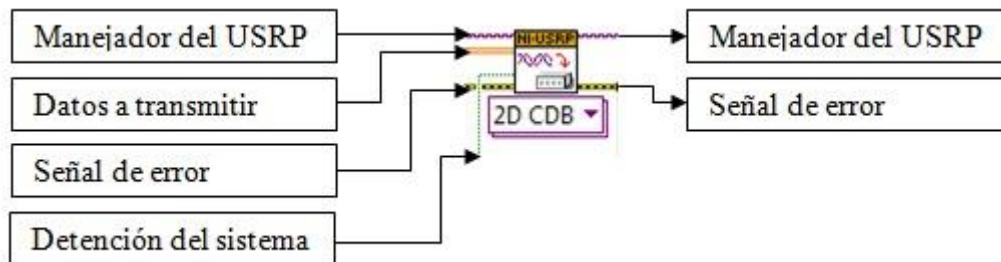 Manejador del USRP
Datos a transmitir
Señal de error
Detención del sistema
NI-USRP
2D CDB
Manejador del USRP
Señal de error